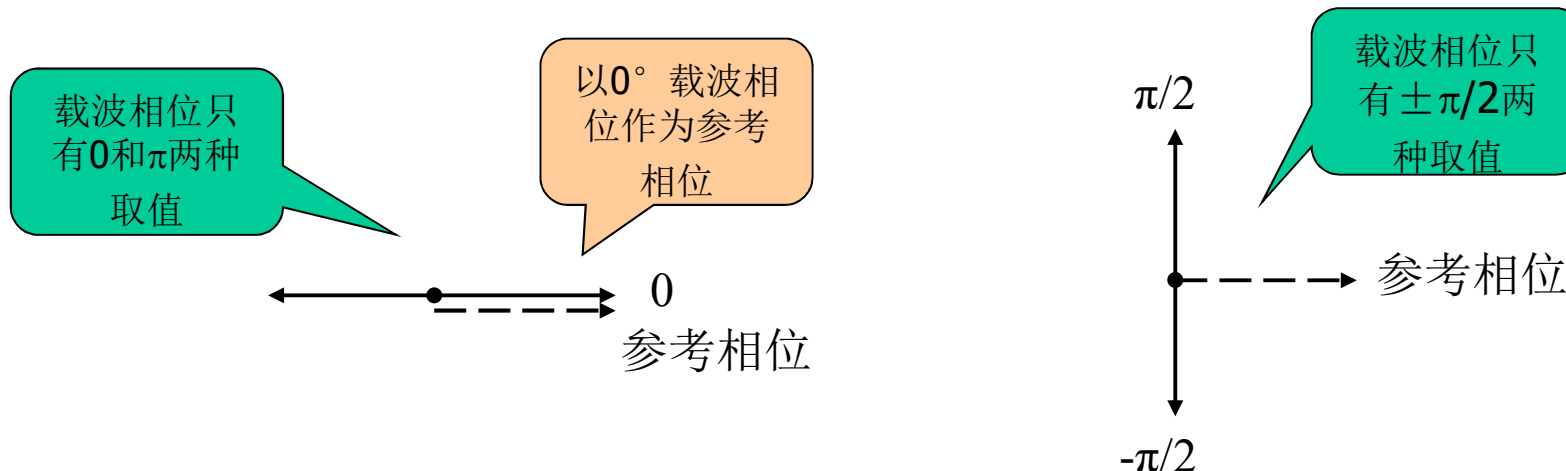 载波相位只
有0和π两种
取值
以0°载波相
位作为参考
相位
0
参考相位
载波相位只
有±π/2两
种取值
π/2
参考相位
-π/2